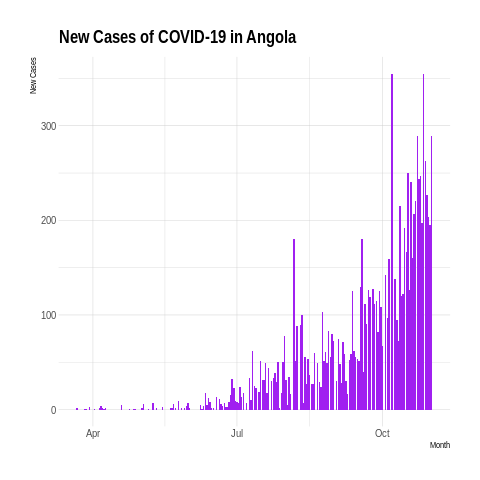 New Cases of COVID-19 in Angola
New Cases
300
200
100
0
Apr Jul Oct
Month